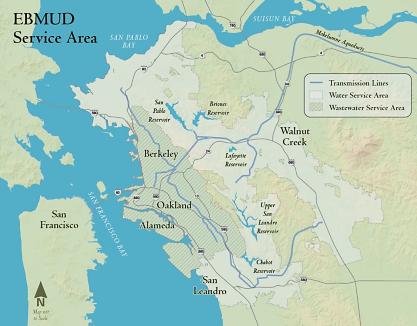 EBMUD
Service Area
SAN PABLO
BAY
SUISUN BAY
Mokelumne Aqueducts
Transmission Lines
Water Service Area
Wastewater Service Area
San
Pablo
Reservoir
Briones
Reservoir
Walnut
Creek
Berkeley
Lafayette
Reservoir
SAN FRANCISCO BAY
Oakland
Upper
San
Leandro
Reservoir
San
Francisco
Alameda
Chabot
Reservoir
San
Leandro
N
Map not
to Scale